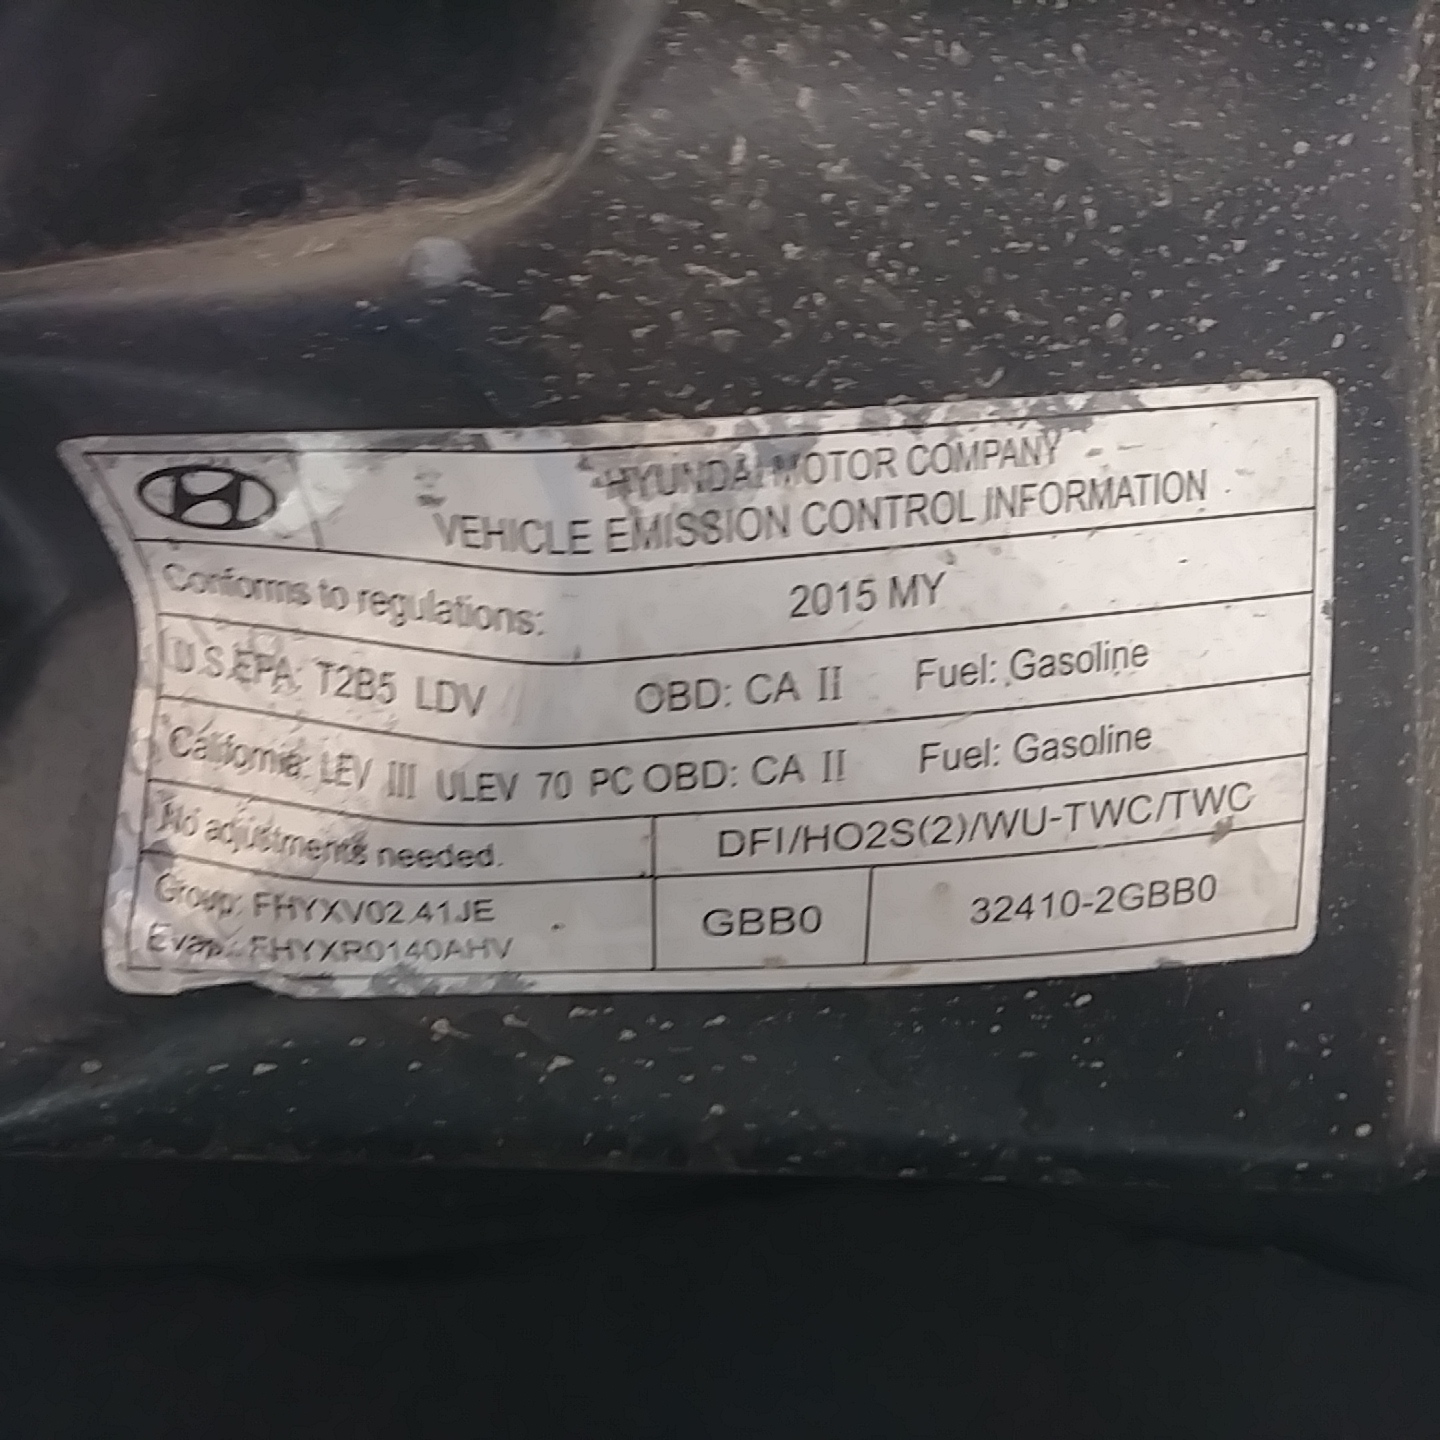 HYUNDAI MOTOR COMPANY
VEHICLE EMISSION CONTROL INFORMATION
Conforms to regulations: 2015 MY
U.S.EPA: T2B5 LDV OBD: CA II Fuel: Gasoline
California: LEV III ULEV 70 PC OBD: CA II Fuel: Gasoline
No adjustments needed. DFI/HO2S(2)/WU-TWC/TWC
Group: FHYXV02.41JE
Evap.: FHYXR0140AHV
GBB0 32410-2GBB0